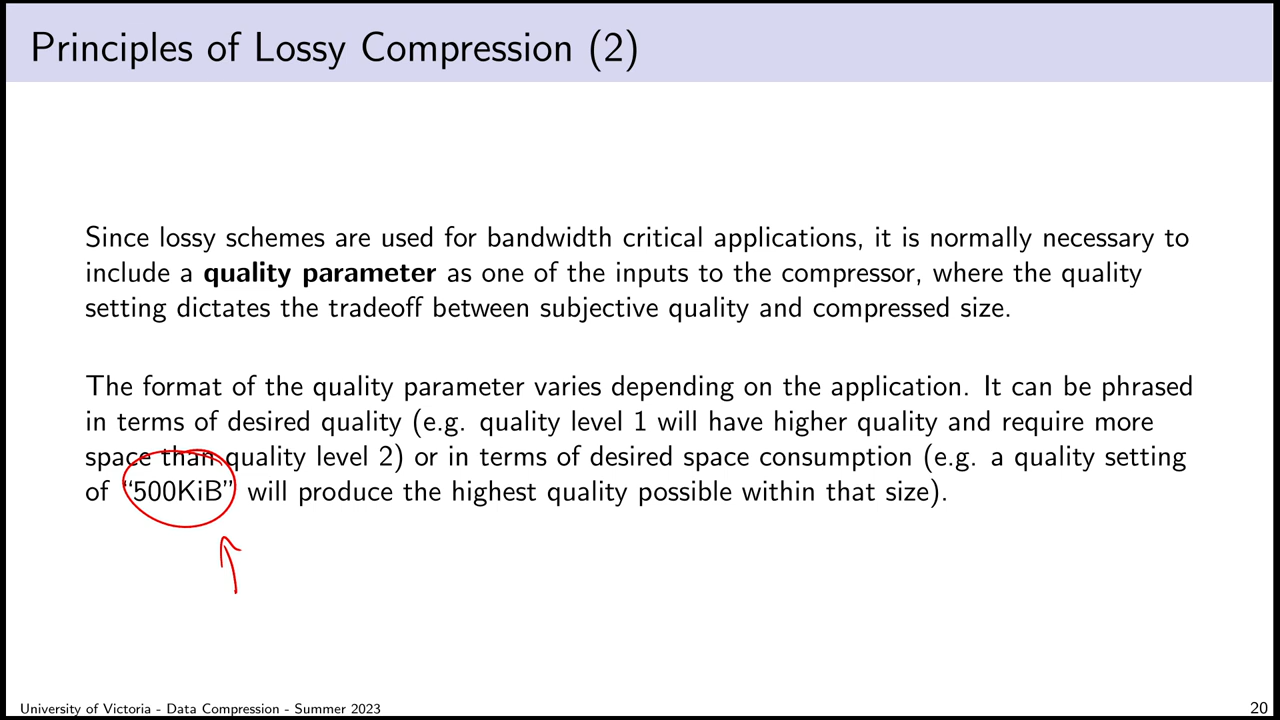 Principles of Lossy Compression (2)
Since lossy schemes are used for bandwidth critical applications, it is normally necessary to
include a quality parameter as one of the inputs to the compressor, where the quality
setting dictates the tradeoff between subjective quality and compressed size.
The format of the quality parameter varies depending on the application. It can be phrased
in terms of desired quality (e.g. quality level 1 will have higher quality and require more
space than quality level 2) or in terms of desired space consumption (e.g. a quality setting
of “500KiB” will produce the highest quality possible within that size).
University of Victoria - Data Compression - Summer 2023
20